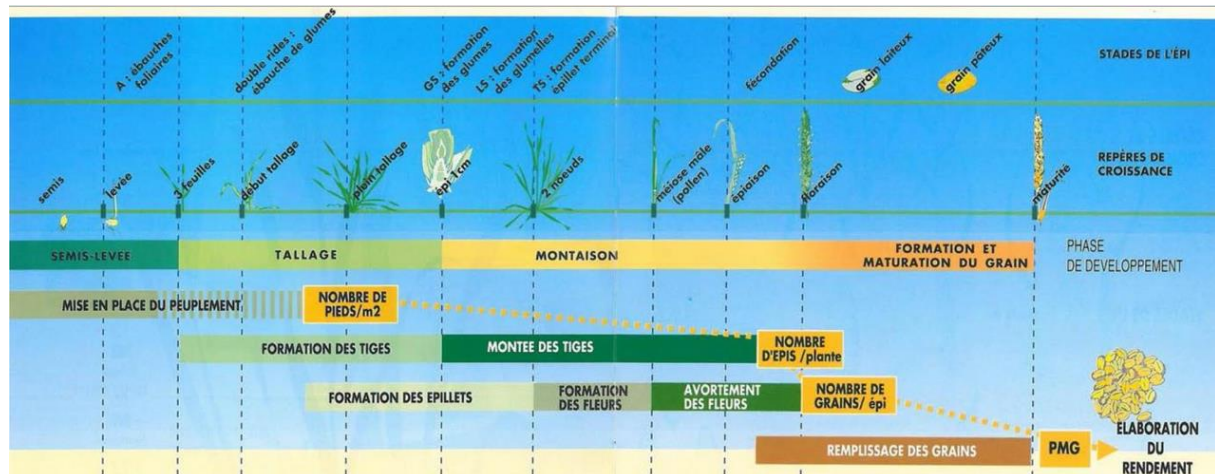 A : ébauches
foliaires
double rides :
ébauche de glumes
GS : formation
des glumes
LS : formation
des glumelles
TS : formation
épillet terminal
fécondation
grain laiteux
grain pâteux
STADES DE L'ÉPI
semis
levée
3 feuilles
début tallage
plein tallage
épi 1cm
2 noeuds
méiose mâle
(pollen)
épiaison
floraison
maturité
REPÈRES DE
CROISSANCE
SEMIS-LEVEE
TALLAGE
MONTAISON
FORMATION ET
MATURATION DU GRAIN
PHASE
DE DEVELOPPEMENT
MISE EN PLACE DU PEUPLEMENT
NOMBRE DE
PIEDS/m2
FORMATION DES TIGES
MONTEE DES TIGES
NOMBRE
D'EPIS /plante
FORMATION DES EPILLETS
FORMATION
DES FLEURS
AVORTEMENT
DES FLEURS
NOMBRE DE
GRAINS/ épi
REMPLISSAGE DES GRAINS
PMG
ELABORATION
DU
RENDEMENT